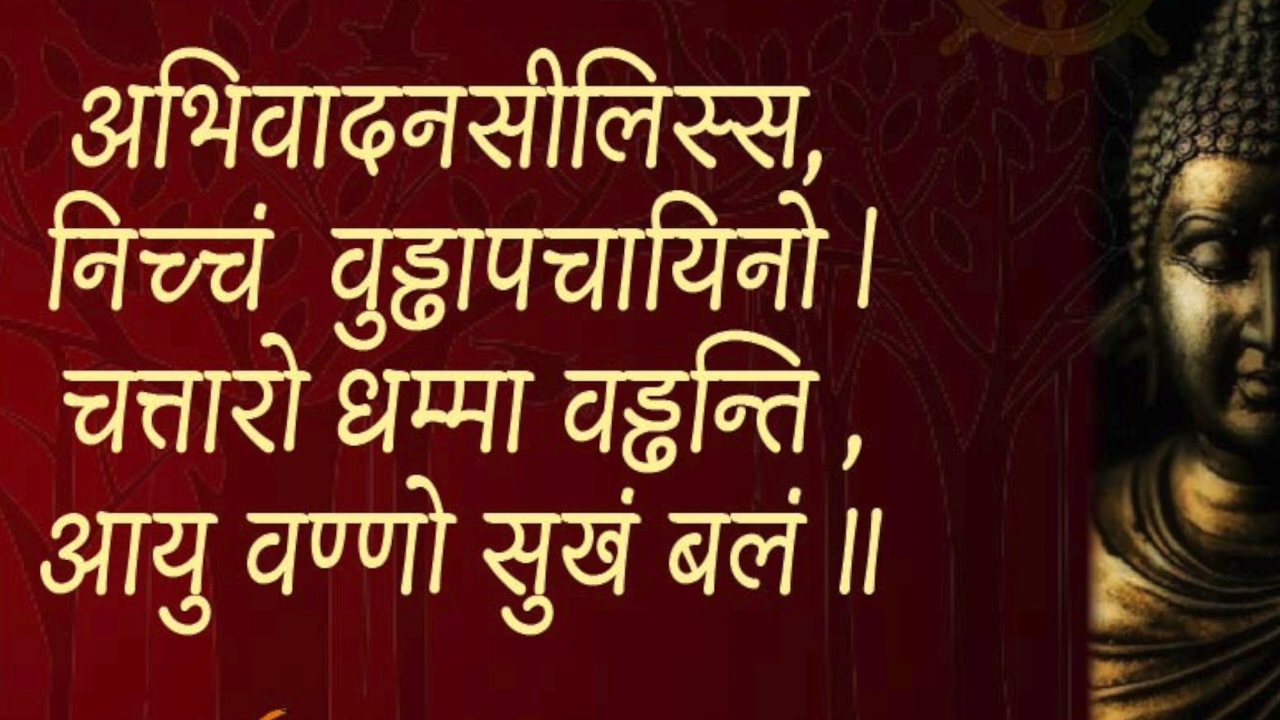 अभिवादनसीलिस्स,
निच्चं वुड्ढापचायिनो।
चत्तारो धम्मा वड्ढन्ति ,
आयु वण्णो सुखं बलं ॥